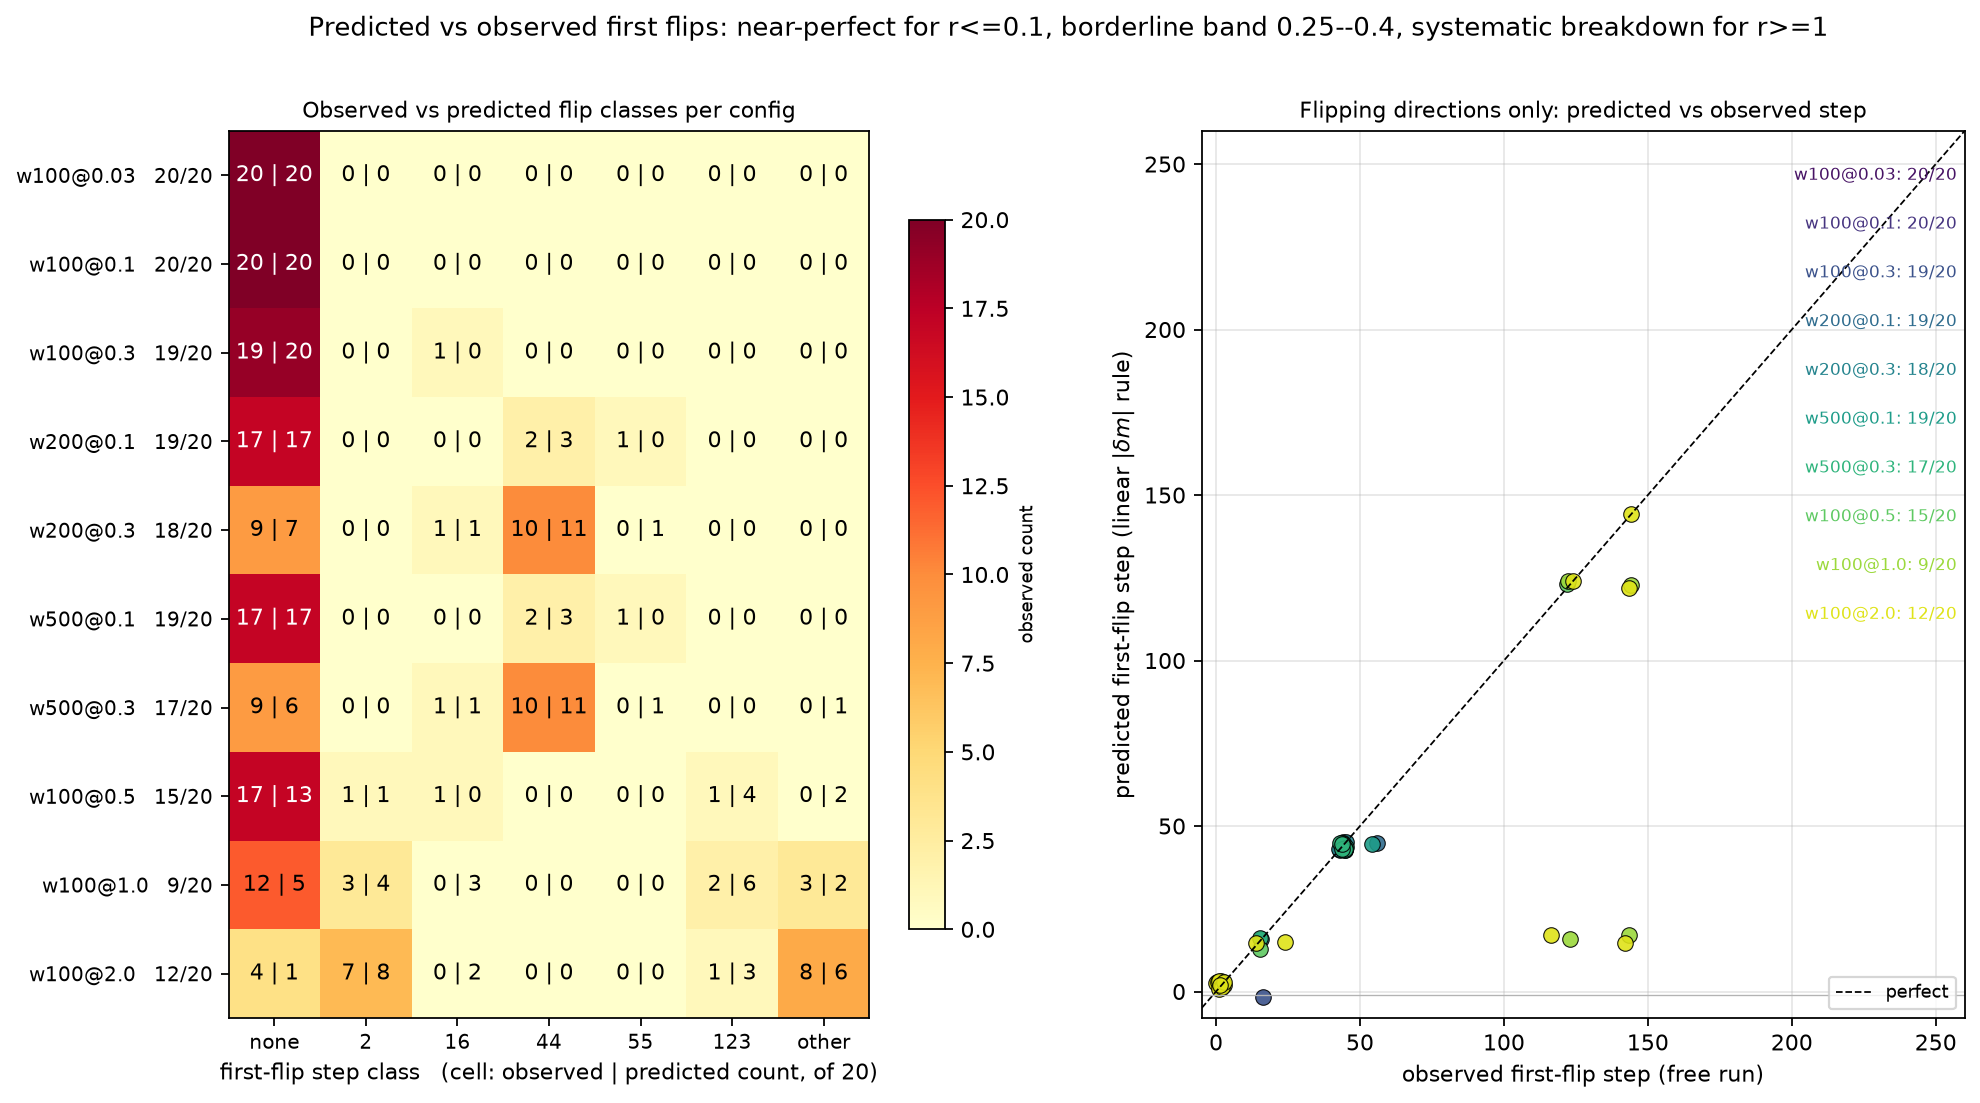 Predicted vs observed first flips: near-perfect for r<=0.1, borderline band 0.25--0.4, systematic breakdown for r>=1
Observed vs predicted flip classes per config
w100@0.03 20/20 20 | 20 0 | 0 0 | 0 0 | 0 0 | 0 0 | 0 0 | 0
w100@0.1 20/20 20 | 20 0 | 0 0 | 0 0 | 0 0 | 0 0 | 0 0 | 0
w100@0.3 19/20 19 | 20 0 | 0 1 | 0 0 | 0 0 | 0 0 | 0 0 | 0
w200@0.1 19/20 17 | 17 0 | 0 0 | 0 2 | 3 1 | 0 0 | 0 0 | 0
w200@0.3 18/20 9 | 7 0 | 0 1 | 1 10 | 11 0 | 1 0 | 0 0 | 0
w500@0.1 19/20 17 | 17 0 | 0 0 | 0 2 | 3 1 | 0 0 | 0 0 | 0
w500@0.3 17/20 9 | 6 0 | 0 1 | 1 10 | 11 0 | 1 0 | 0 0 | 1
w100@0.5 15/20 17 | 13 1 | 1 1 | 0 0 | 0 0 | 0 1 | 4 0 | 2
w100@1.0 9/20 12 | 5 3 | 4 0 | 3 0 | 0 0 | 0 2 | 6 3 | 2
w100@2.0 12/20 4 | 1 7 | 8 0 | 2 0 | 0 0 | 0 1 | 3 8 | 6
none 2 16 44 55 123 other
first-flip step class (cell: observed | predicted count, of 20)
20.0
17.5
15.0
12.5
10.0
7.5
5.0
2.5
0.0
observed count
Flipping directions only: predicted vs observed step
predicted first-flip step (linear |δm| rule)
250
200
150
100
50
0
w100@0.03: 20/20
w100@0.1: 20/20
w100@0.3: 19/20
w200@0.1: 19/20
w200@0.3: 18/20
w500@0.1: 19/20
w500@0.3: 17/20
w100@0.5: 15/20
w100@1.0: 9/20
w100@2.0: 12/20
perfect
0 50 100 150 200 250
observed first-flip step (free run)